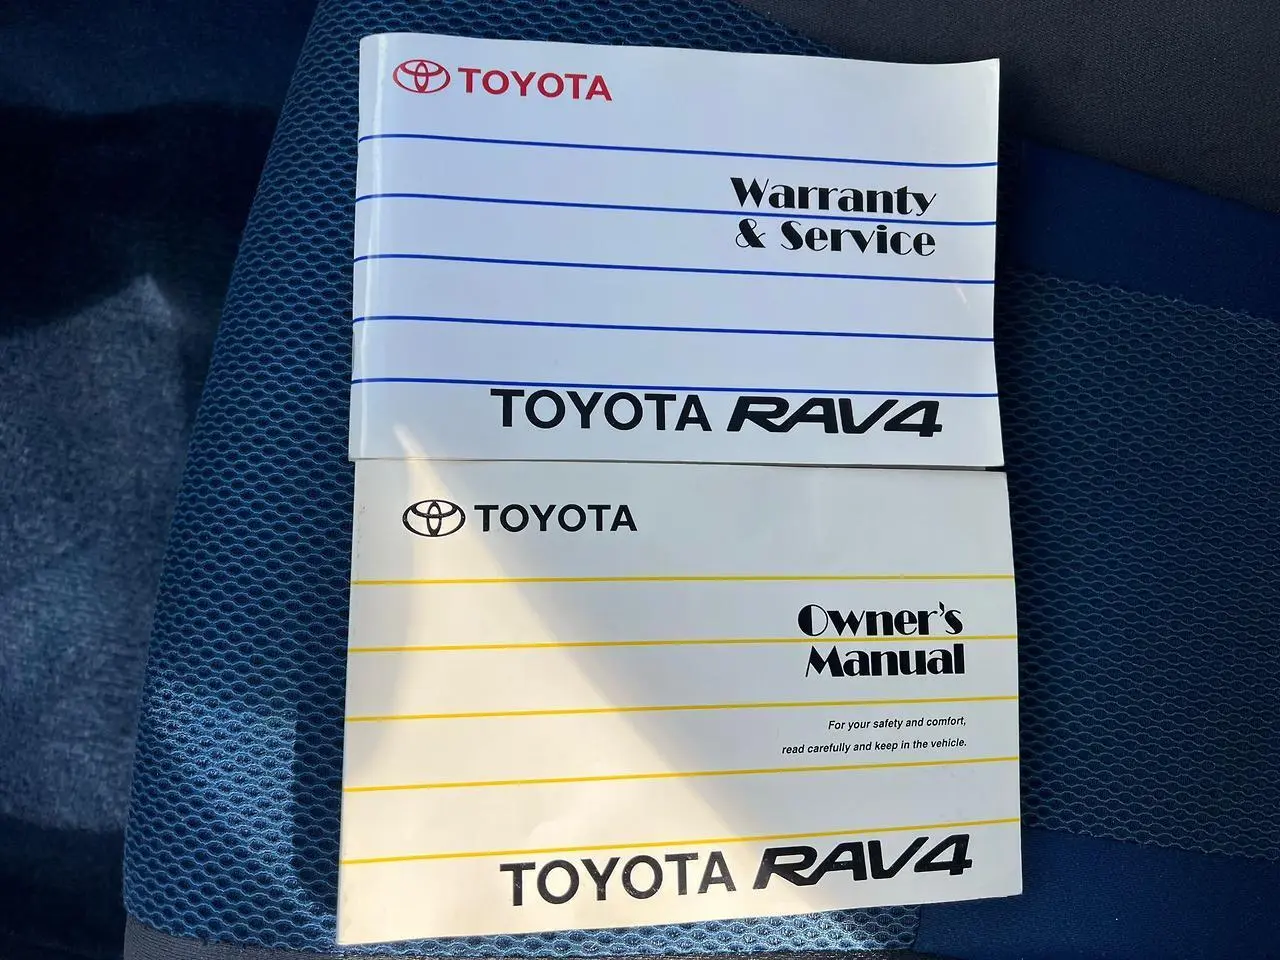 TOYOTA
Warranty
& Service
TOYOTA RAV4
TOYOTA
Owner's
Manual
For your safety and comfort,
read carefully and keep in the vehicle.
TOYOTA RAV4